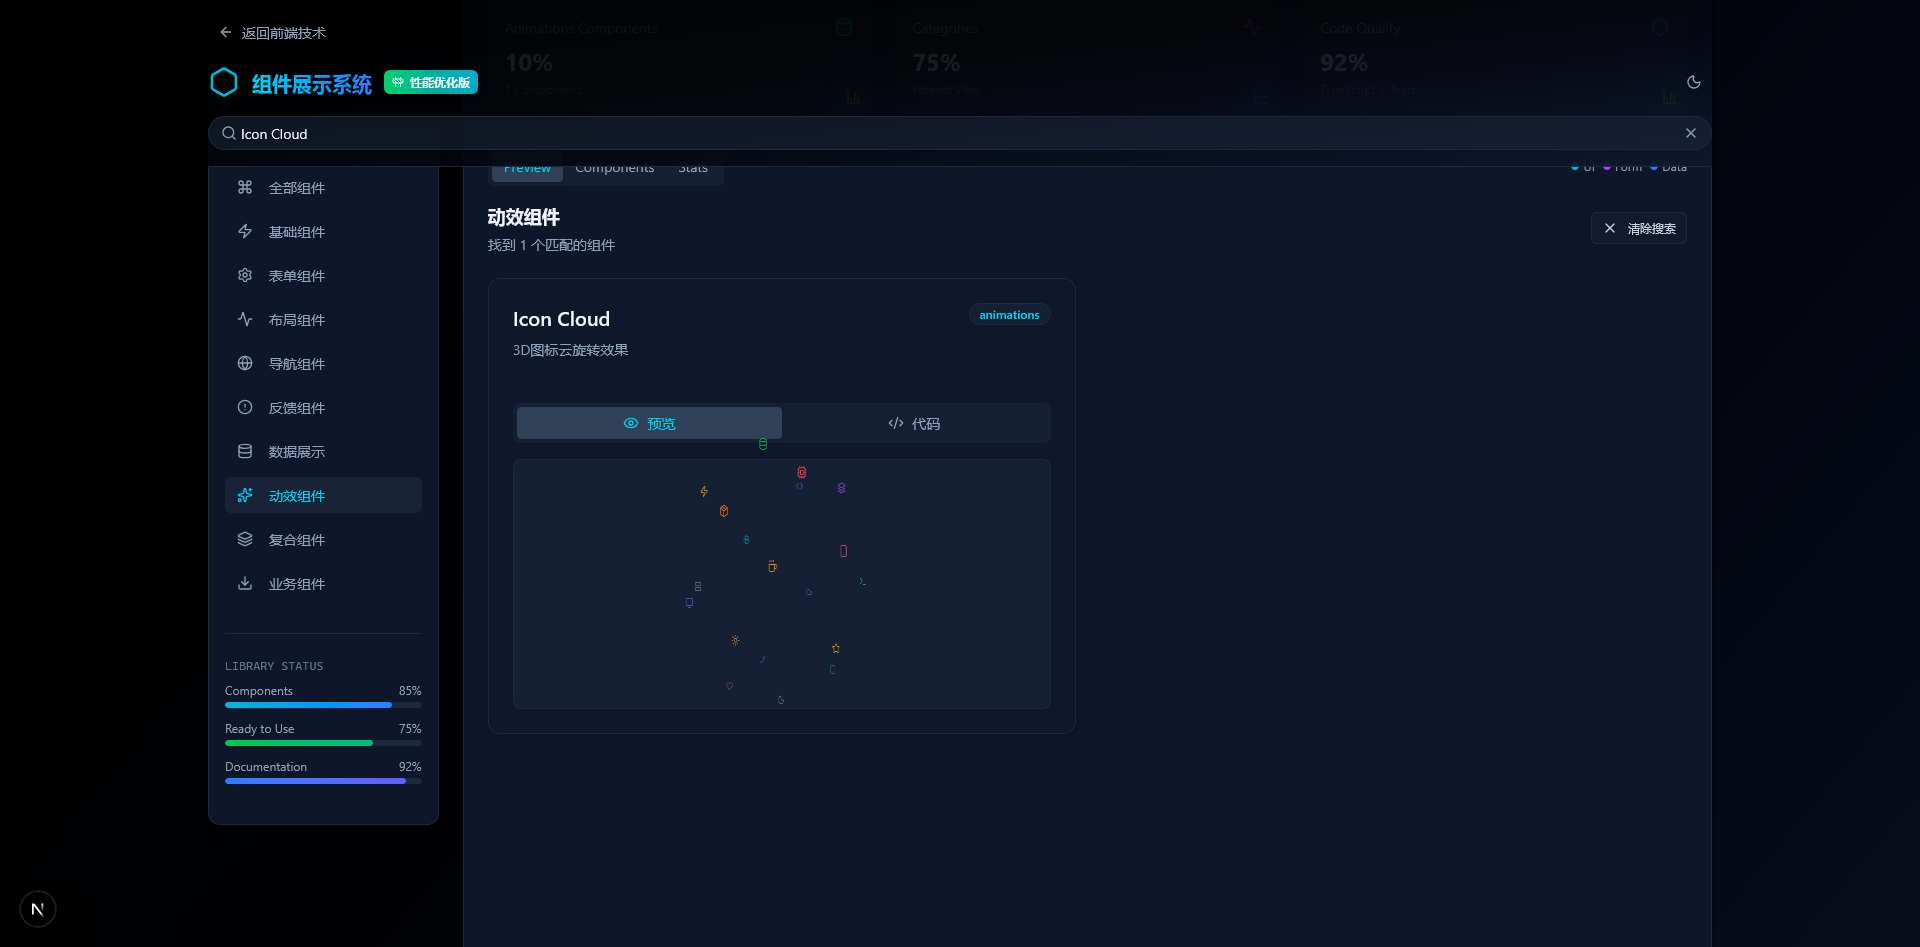 返回前端技术
组件展示系统
性能优化版
Animations Components
10%
1 Components
Categories
75%
Filtered View
Code Quality
92%
TypeScript + Tests
Icon Cloud
全部组件
基础组件
表单组件
布局组件
导航组件
反馈组件
数据展示
动效组件
复合组件
业务组件
LIBRARY STATUS
Components 85%
Ready to Use 75%
Documentation 92%
Preview Components Stats
UI Form Data
动效组件
找到 1 个匹配的组件
清除搜索
Icon Cloud
animations
3D图标云旋转效果
预览
代码
N